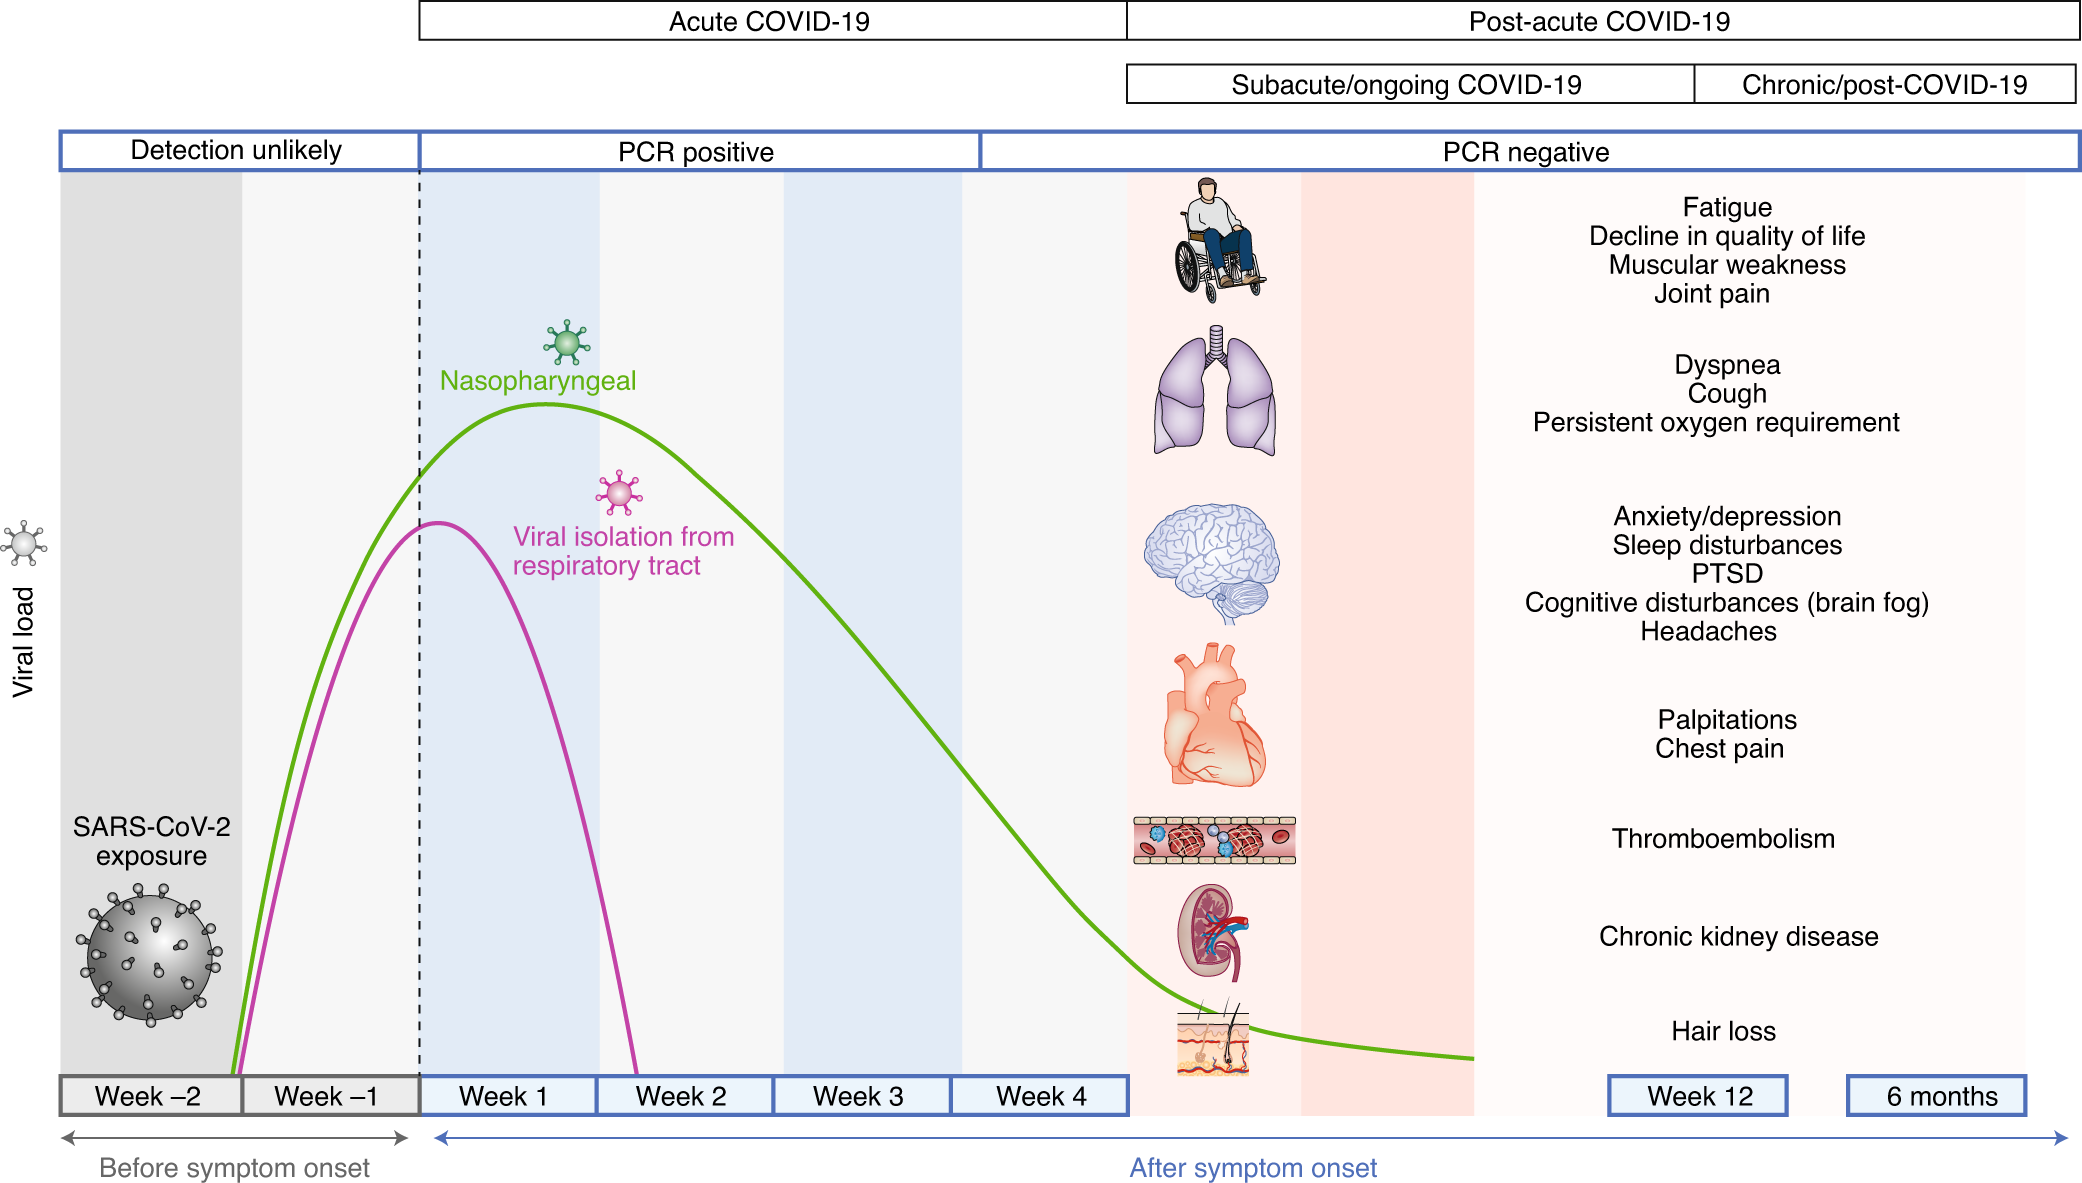 Acute COVID-19
Post-acute COVID-19
Subacute/ongoing COVID-19
Chronic/post-COVID-19
Detection unlikely
PCR positive
PCR negative
Fatigue
Decline in quality of life
Muscular weakness
Joint pain
Nasopharyngeal
Dyspnea
Cough
Persistent oxygen requirement
Viral isolation from
respiratory tract
Viral load
Anxiety/depression
Sleep disturbances
PTSD
Cognitive disturbances (brain fog)
Headaches
Palpitations
Chest pain
SARS-CoV-2
exposure
Thromboembolism
Chronic kidney disease
Hair loss
Week –2
Week –1
Week 1
Week 2
Week 3
Week 4
Week 12
6 months
Before symptom onset
After symptom onset